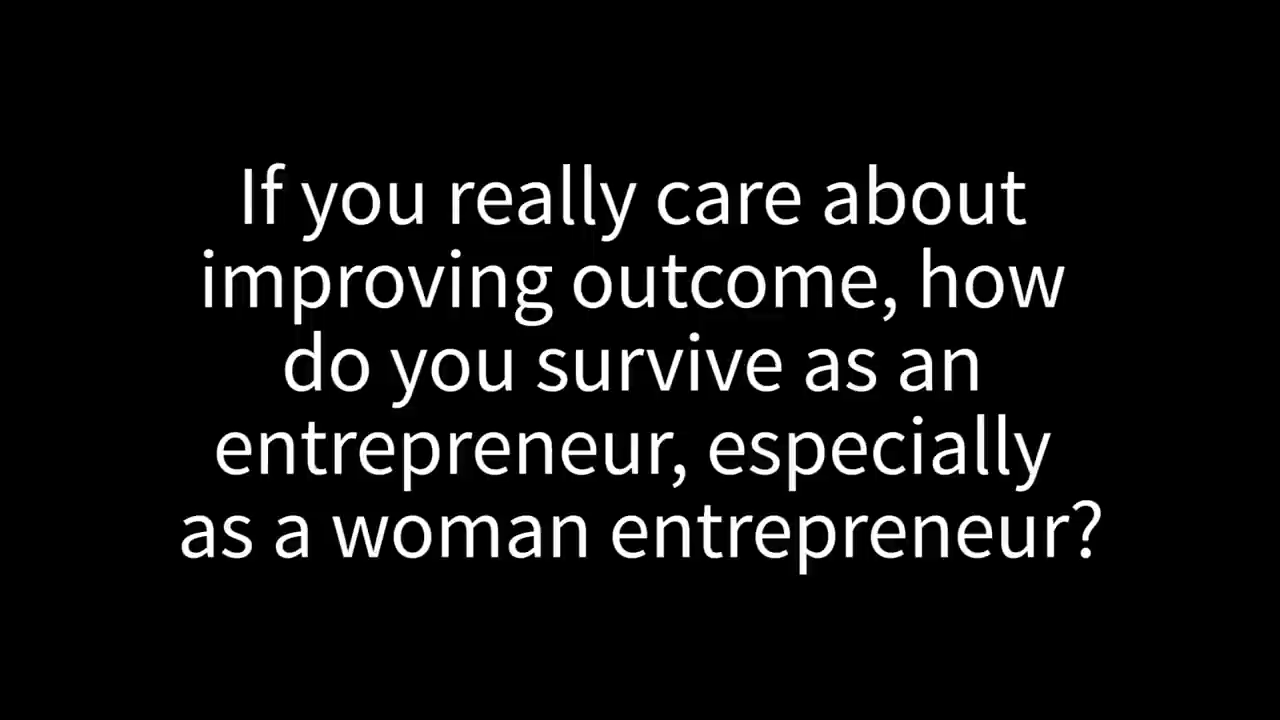 If you really care about
improving outcome, how
do you survive as an
entrepreneur, especially
as a woman entrepreneur?